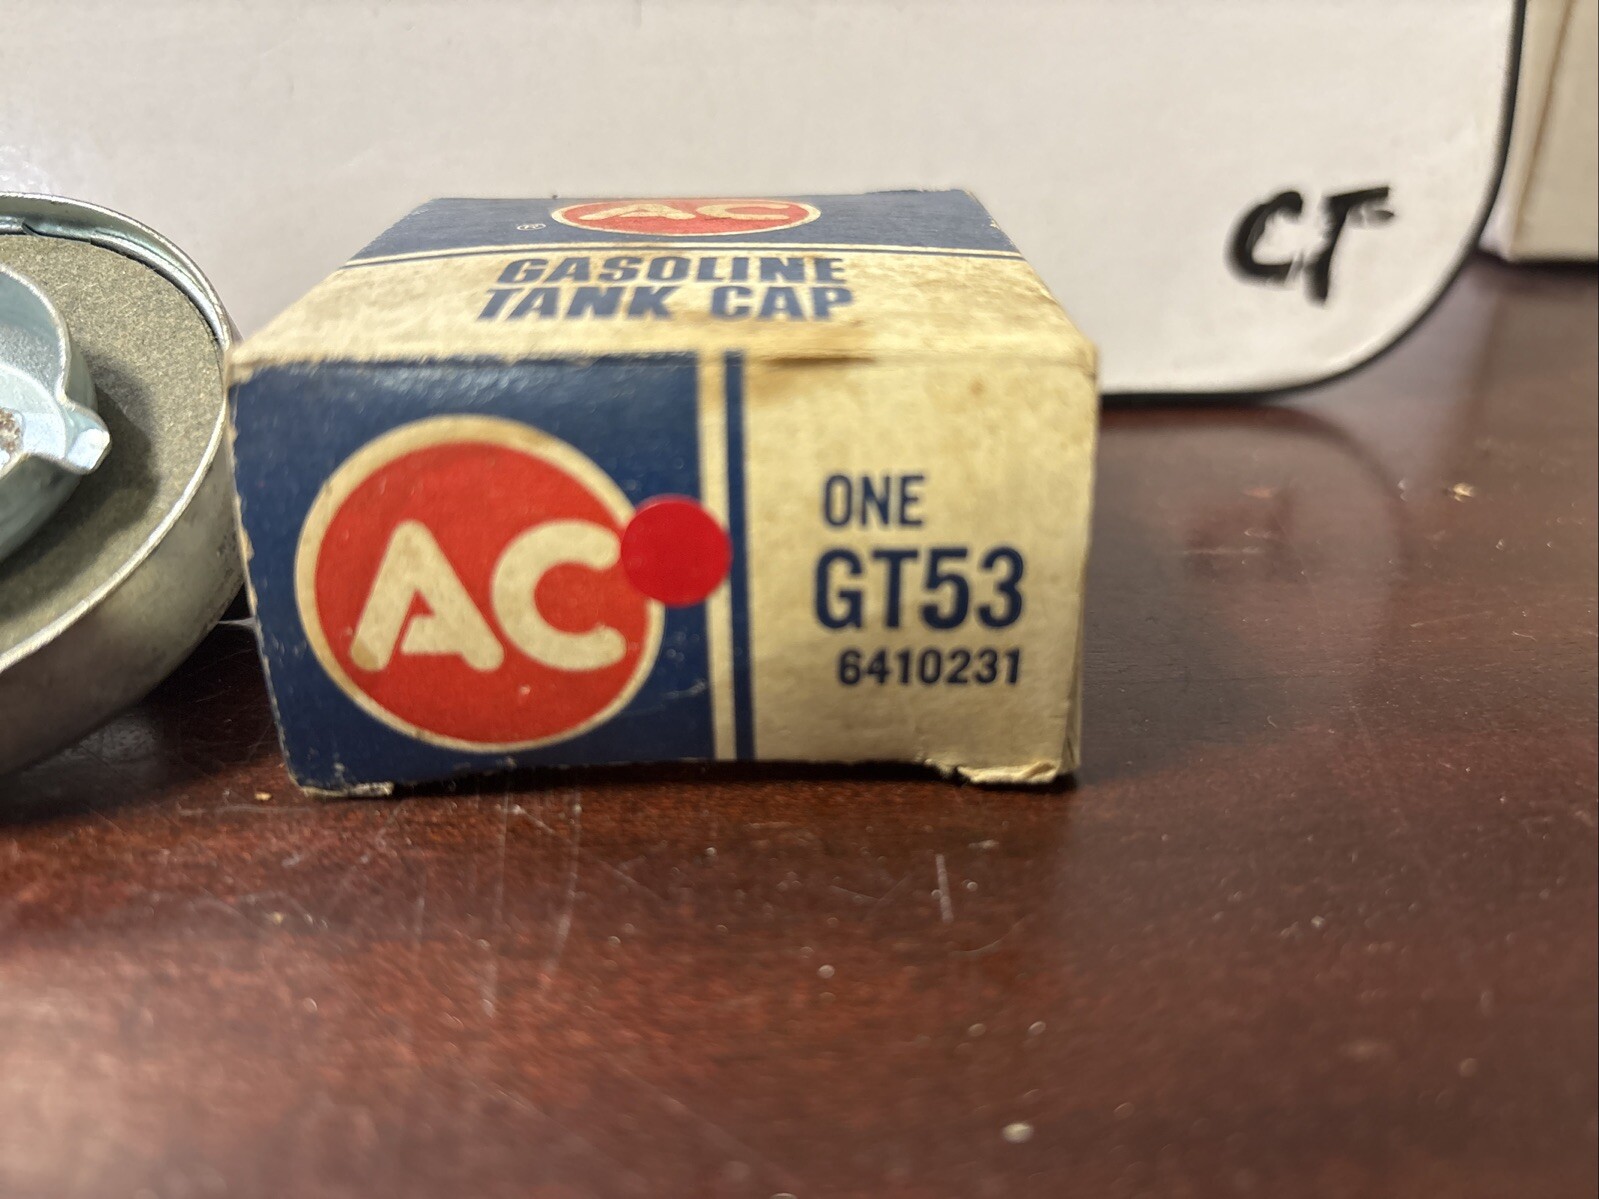 AC
®
GASOLINE
TANK CAP
AC
ONE
GT53
6410231
CT